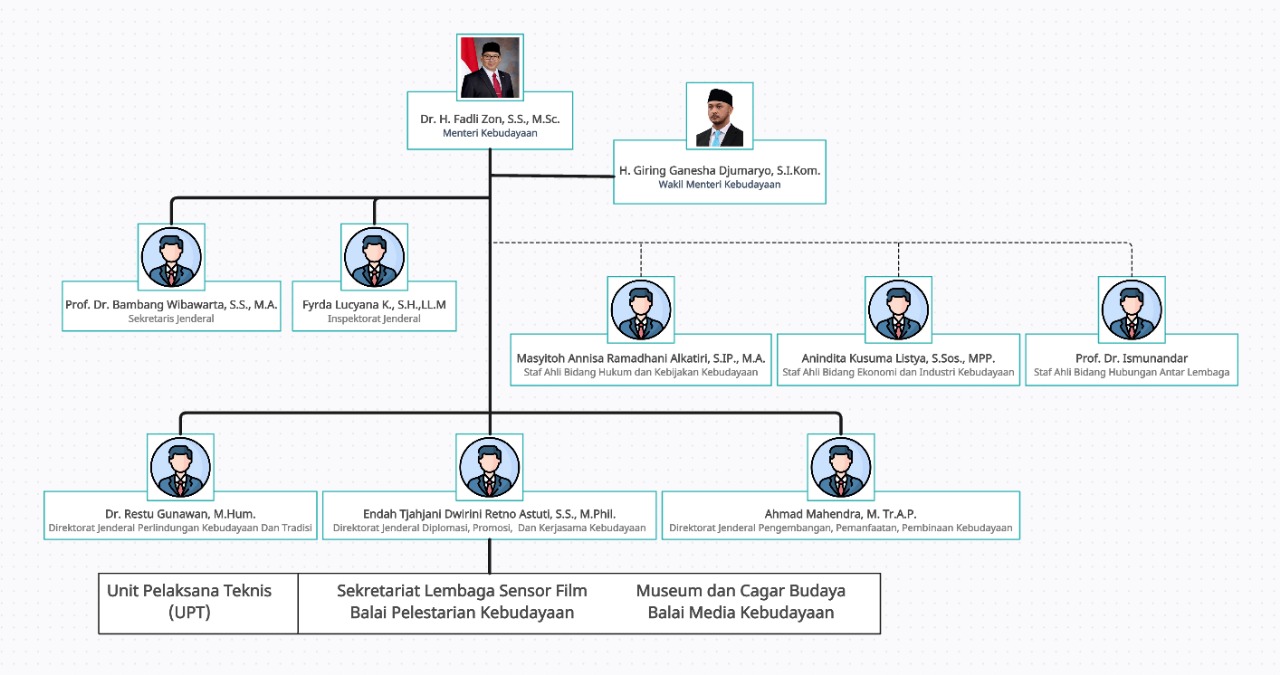 Dr. H. Fadli Zon, S.S., M.Sc.
Menteri Kebudayaan
H. Giring Ganesha Djumaryo, S.I.Kom.
Wakil Menteri Kebudayaan
Prof. Dr. Bambang Wibawarta, S.S., M.A.
Sekretaris Jenderal
Fyrda Lucyana K., S.H.,LL.M
Inspektorat Jenderal
Masyitoh Annisa Ramadhani Alkatiri, S.IP., M.A.
Staf Ahli Bidang Hukum dan Kebijakan Kebudayaan
Anindita Kusuma Listya, S.Sos., MPP.
Staf Ahli Bidang Ekonomi dan Industri Kebudayaan
Prof. Dr. Ismunandar
Staf Ahli Bidang Hubungan Antar Lembaga
Dr. Restu Gunawan, M.Hum.
Direktorat Jenderal Perlindungan Kebudayaan Dan Tradisi
Endah Tjahjani Dwirini Retno Astuti, S.S., M.Phil.
Direktorat Jenderal Diplomasi, Promosi, Dan Kerjasama Kebudayaan
Ahmad Mahendra, M. Tr.A.P.
Direktorat Jenderal Pengembangan, Pemanfaatan, Pembinaan Kebudayaan
Unit Pelaksana Teknis
(UPT)
Sekretariat Lembaga Sensor Film
Balai Pelestarian Kebudayaan
Museum dan Cagar Budaya
Balai Media Kebudayaan